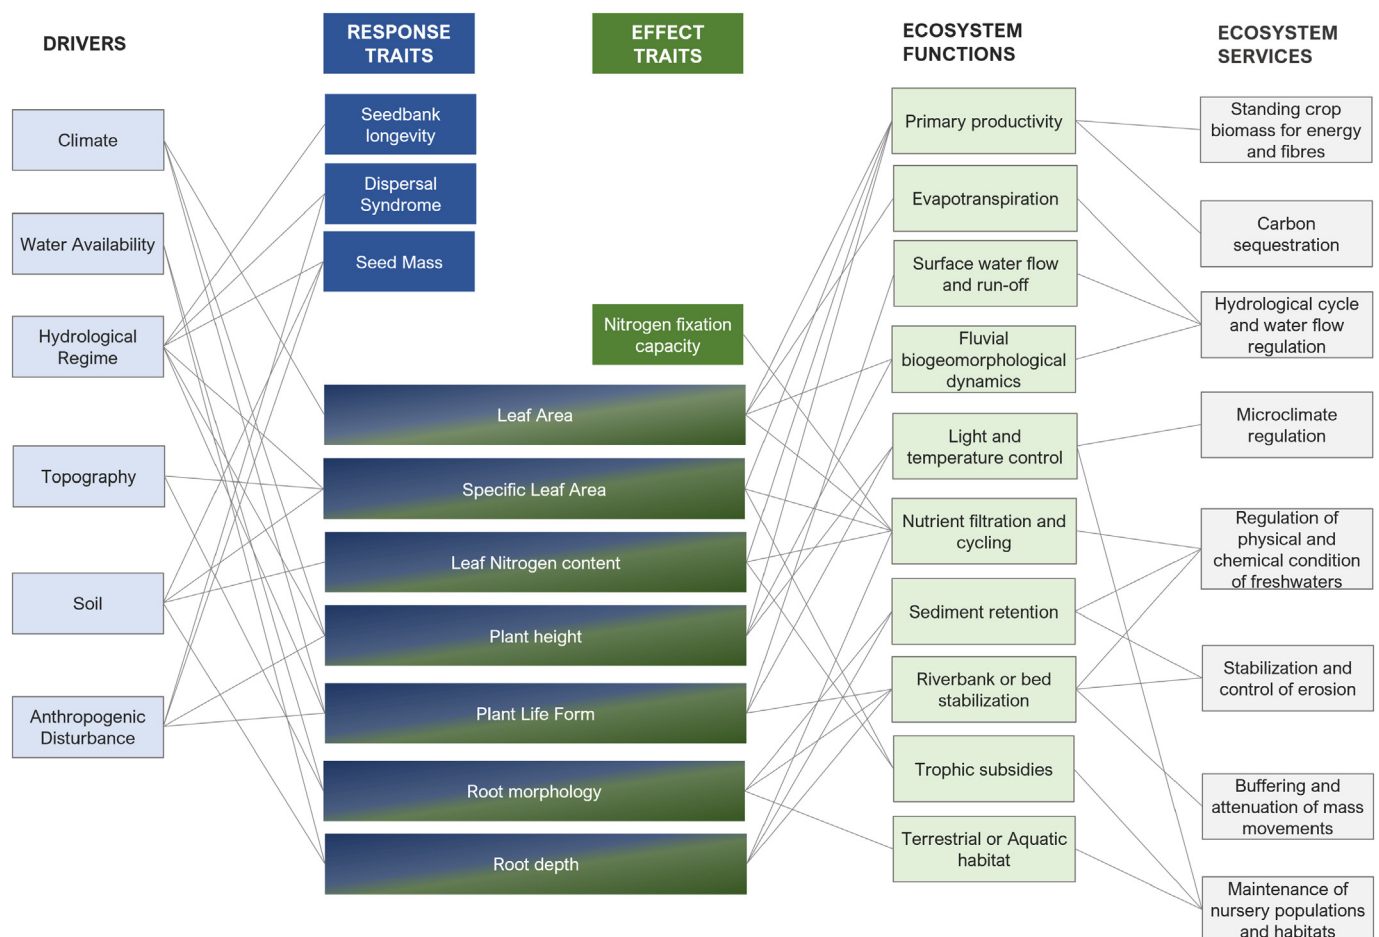 DRIVERS
RESPONSE
TRAITS
EFFECT
TRAITS
ECOSYSTEM
FUNCTIONS
ECOSYSTEM
SERVICES
Climate
Water Availability
Hydrological
Regime
Topography
Soil
Anthropogenic
Disturbance
Seedbank
longevity
Dispersal
Syndrome
Seed Mass
Nitrogen fixation
capacity
Leaf Area
Specific Leaf Area
Leaf Nitrogen content
Plant height
Plant Life Form
Root morphology
Root depth
Primary productivity
Evapotranspiration
Surface water flow
and run-off
Fluvial
biogeomorphological
dynamics
Light and
temperature control
Nutrient filtration and
cycling
Sediment retention
Riverbank or bed
stabilization
Trophic subsidies
Terrestrial or Aquatic
habitat
Standing crop
biomass for energy
and fibres
Carbon
sequestration
Hydrological cycle
and water flow
regulation
Microclimate
regulation
Regulation of
physical and
chemical condition
of freshwaters
Stabilization and
control of erosion
Buffering and
attenuation of mass
movements
Maintenance of
nursery populations
and habitats